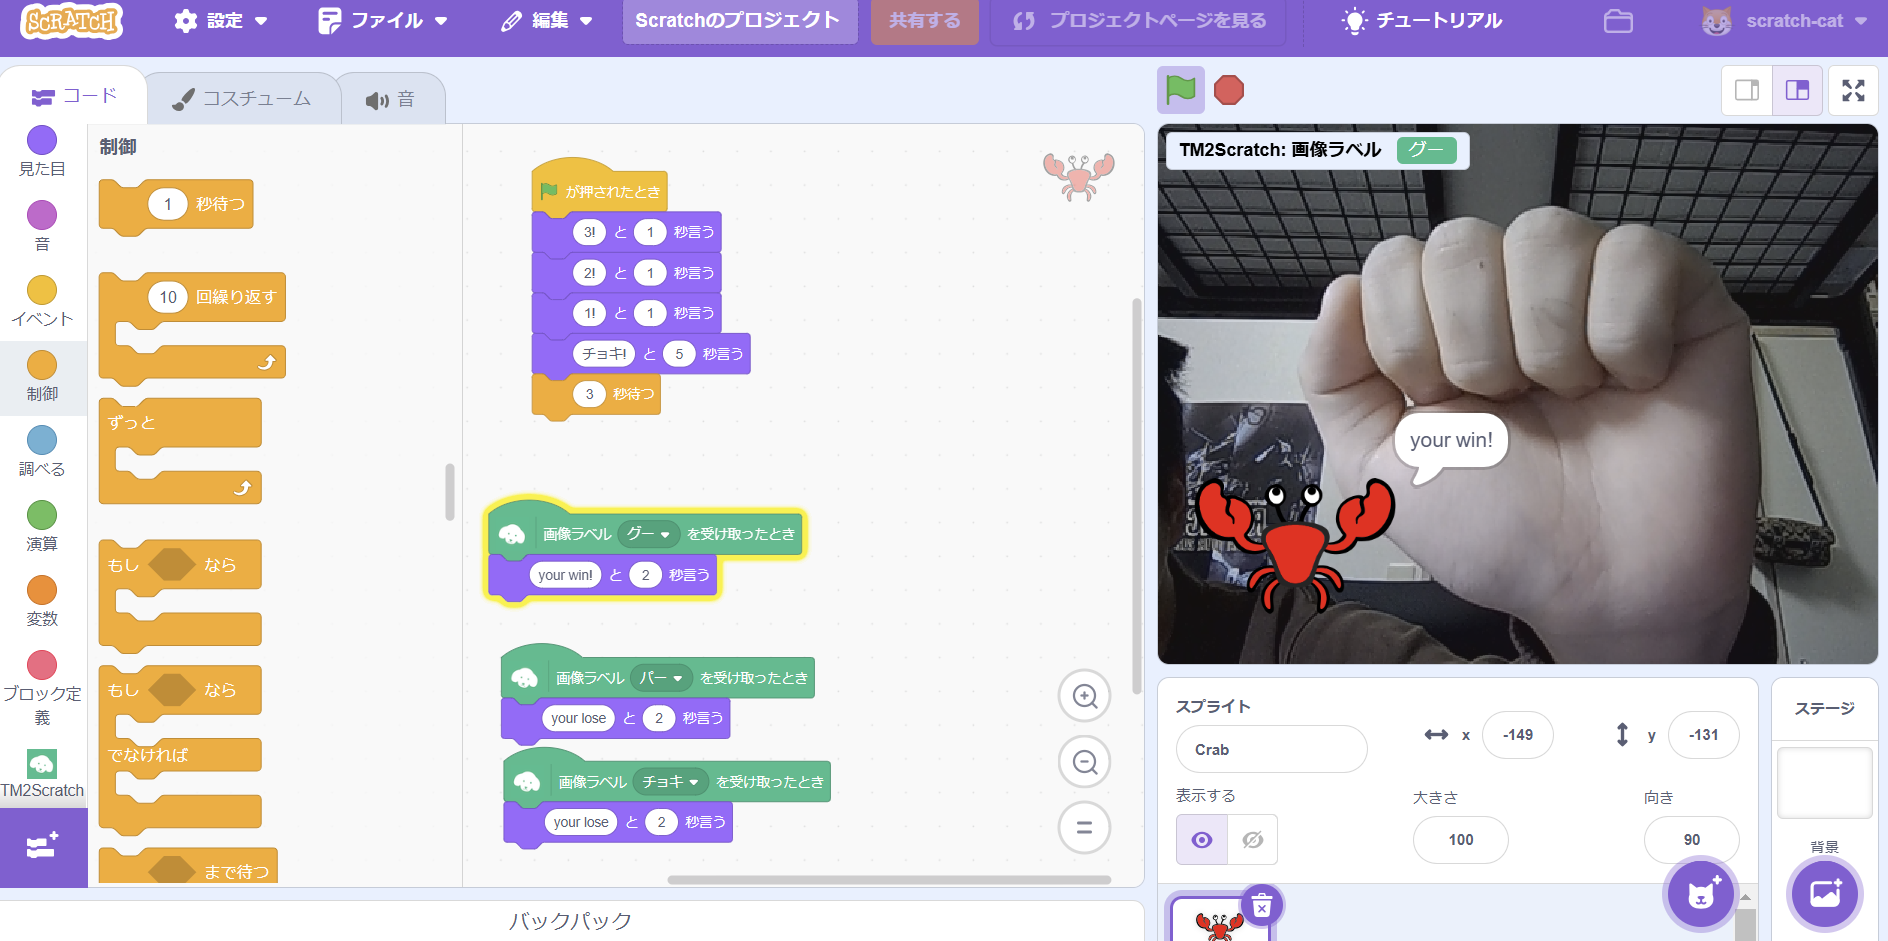 SCRATCH
設定
ファイル
編集
Scratchのプロジェクト
共有する
プロジェクトページを見る
チュートリアル
scratch-cat
コード
コスチューム
音
見た目
音
イベント
制御
調べる
演算
変数
ブロック定
義
TM2Scratch
制御
1 秒待つ
10 回繰り返す
ずっと
もし なら
もし なら
でなければ
まで待つ
が押されたとき
3! と 1 秒言う
2! と 1 秒言う
1! と 1 秒言う
チョキ! と 5 秒言う
3 秒待つ
画像ラベル グー を受け取ったとき
your win! と 2 秒言う
画像ラベル パー を受け取ったとき
your lose と 2 秒言う
画像ラベル チョキ を受け取ったとき
your lose と 2 秒言う
バックパック
TM2Scratch: 画像ラベル グー
your win!
スプライト
Crab
x -149
y -131
表示する
大きさ
100
向き
90
ステージ
背景